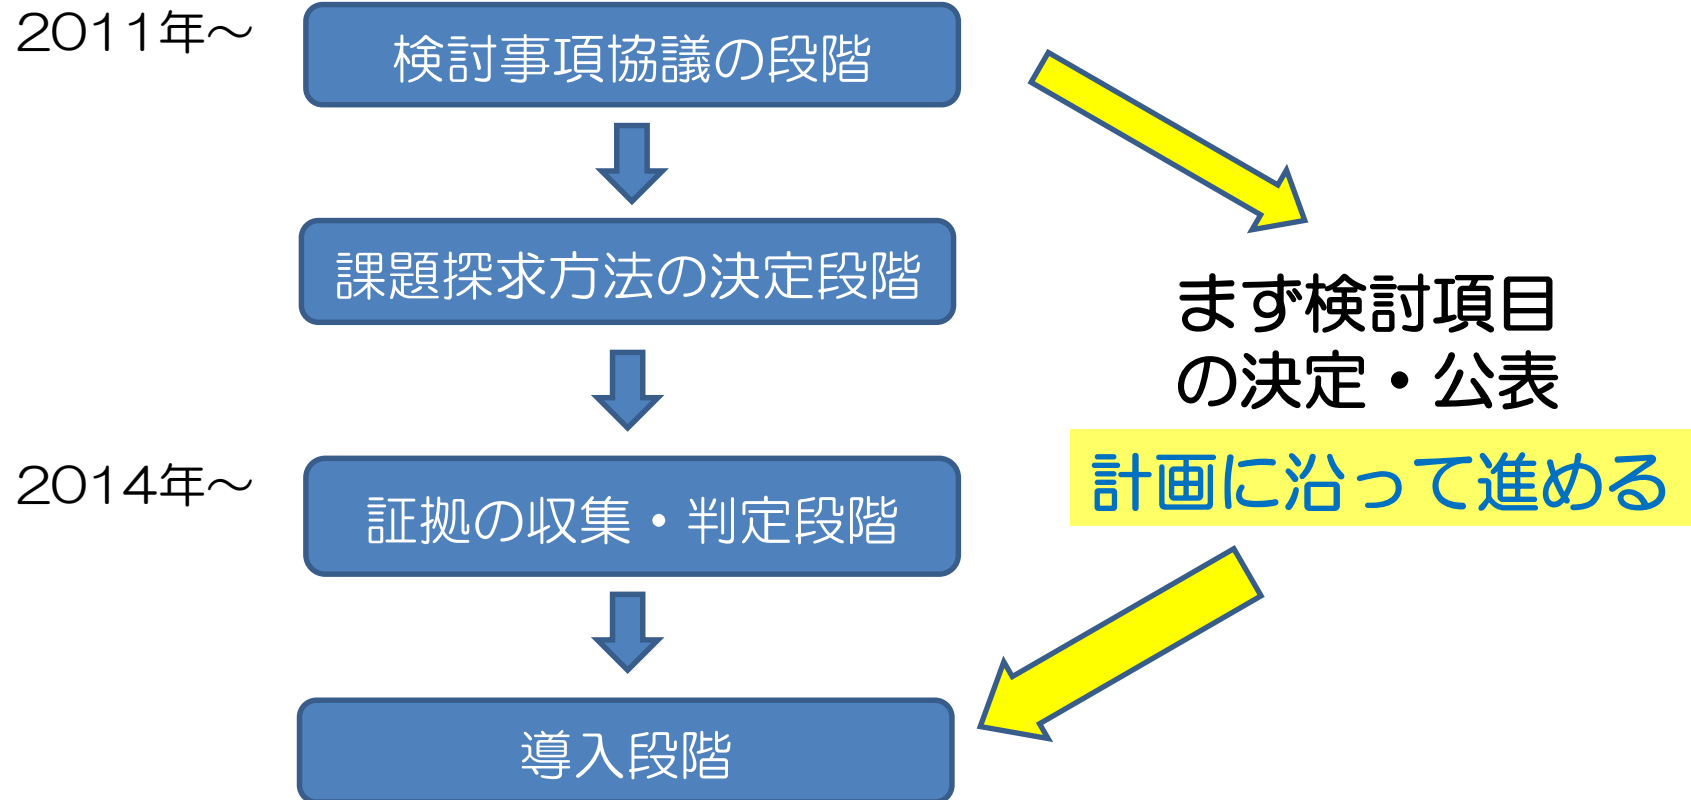 2011年～
検討事項協議の段階
課題探求方法の決定段階
2014年～
証拠の収集・判定段階
導入段階
まず検討項目
の決定・公表
計画に沿って進める